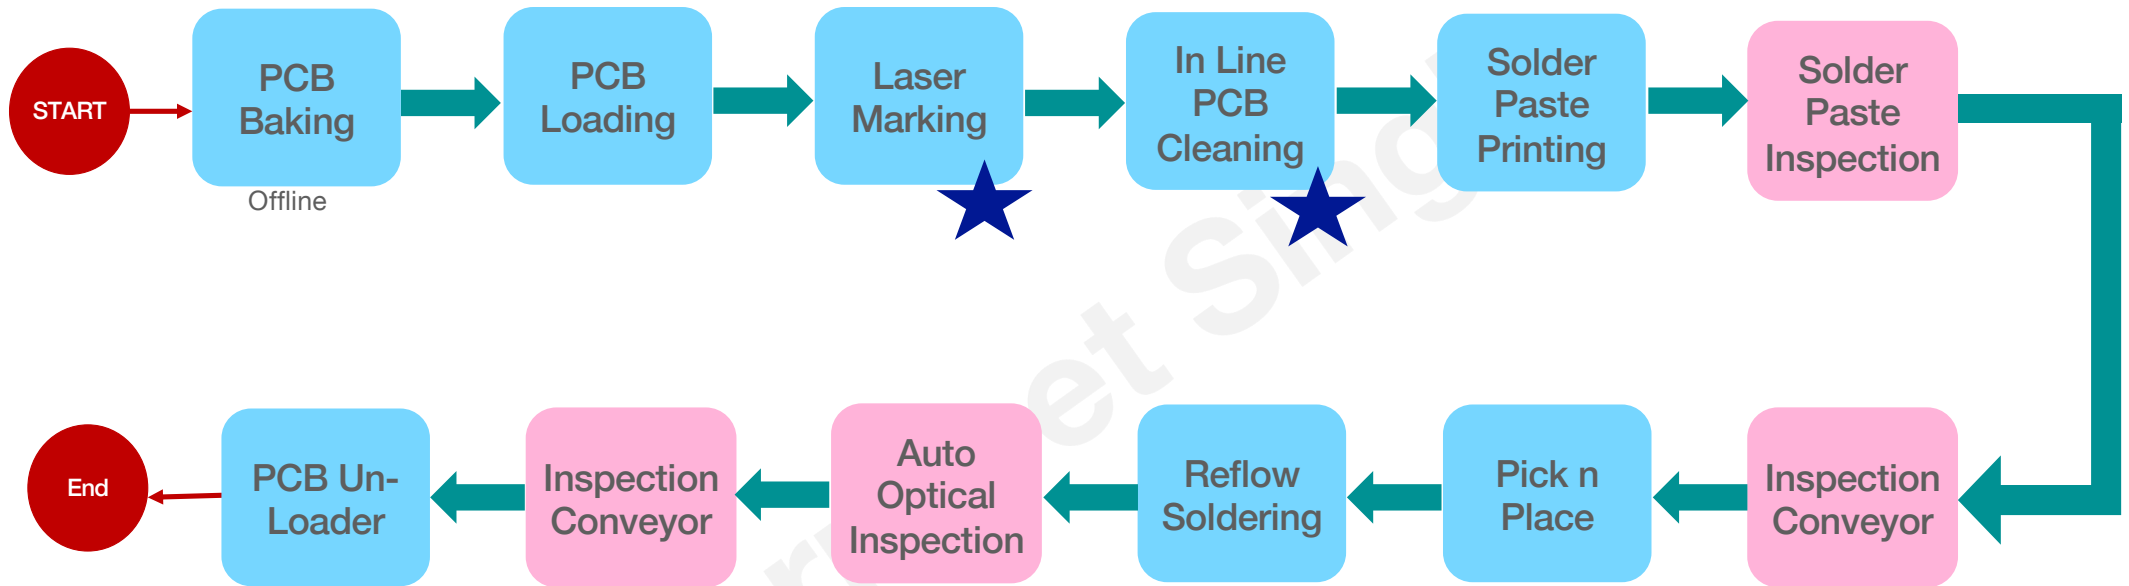 START
PCB
Baking
Offline
PCB
Loading
Laser
Marking
In Line
PCB
Cleaning
Solder
Paste
Printing
Solder
Paste
Inspection
Inspection
Conveyor
Pick n
Place
Reflow
Soldering
Auto
Optical
Inspection
Inspection
Conveyor
PCB Un-
Loader
End